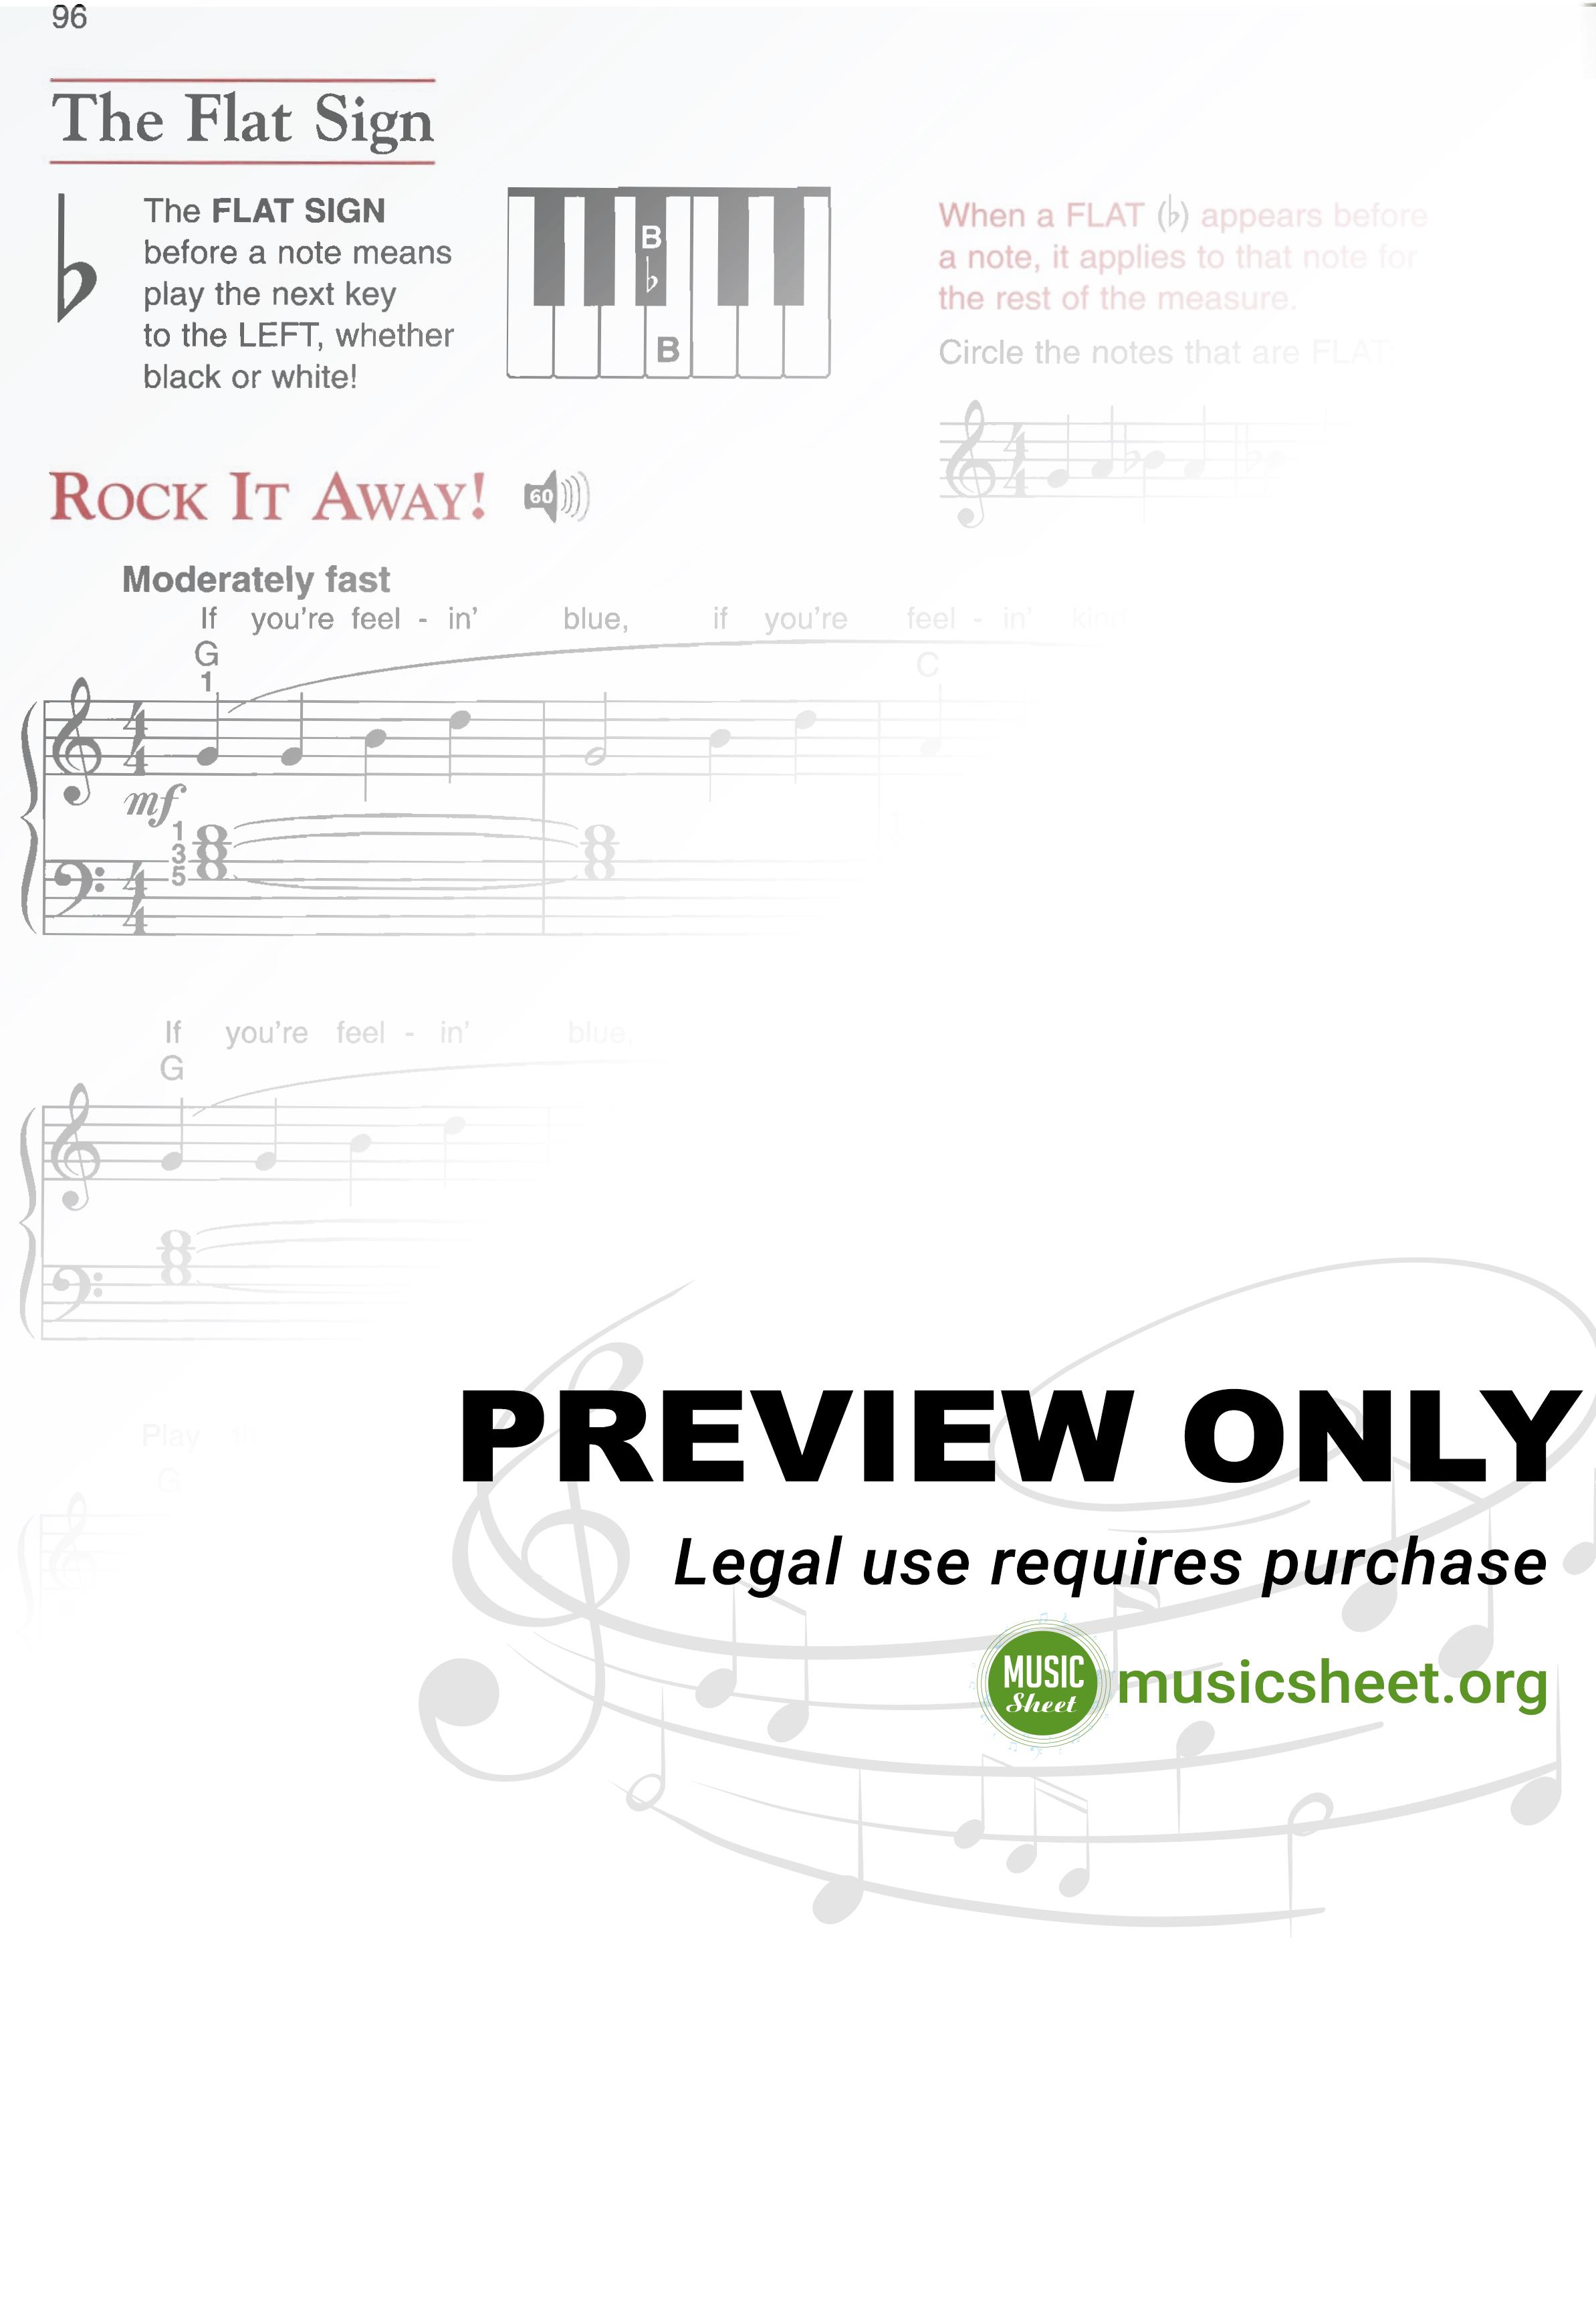 96
The Flat Sign
♭
The FLAT SIGN
before a note means
play the next key
to the LEFT, whether
black or white!
B
♭
B
When a FLAT (♭) appears before
a note, it applies to that note for
the rest of the measure.
Circle the notes that are FLAT
4
4
ROCK IT AWAY!
60
Moderately fast
If you're feel - in' blue, if you're feel - in' kind
G C
1
4
4
mf
1
3
5
4
4
If you're feel - in' blue,
G
Play
G
PREVIEW ONLY
Legal use requires purchase
MUSIC
Sheet
musicsheet.org